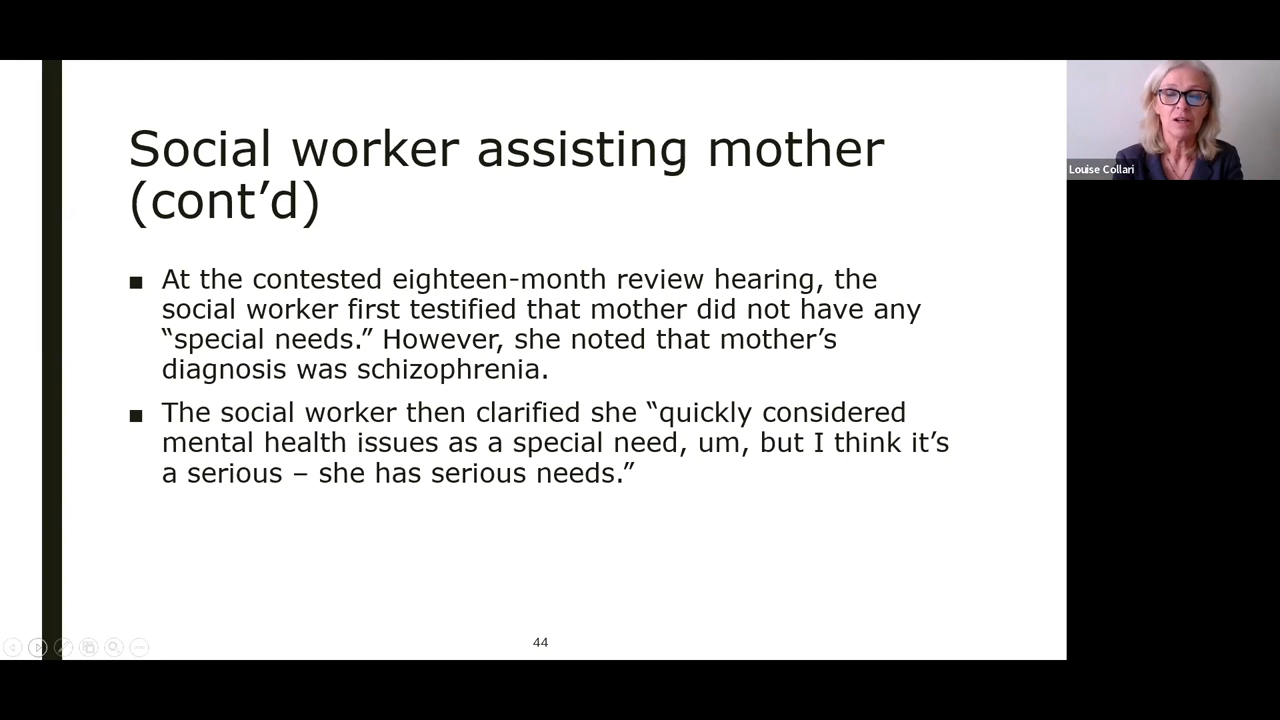 Social worker assisting mother
(cont’d)
■ At the contested eighteen-month review hearing, the
social worker first testified that mother did not have any
“special needs.” However, she noted that mother’s
diagnosis was schizophrenia.
■ The social worker then clarified she “quickly considered
mental health issues as a special need, um, but I think it’s
a serious – she has serious needs.”
44
Louise Collari